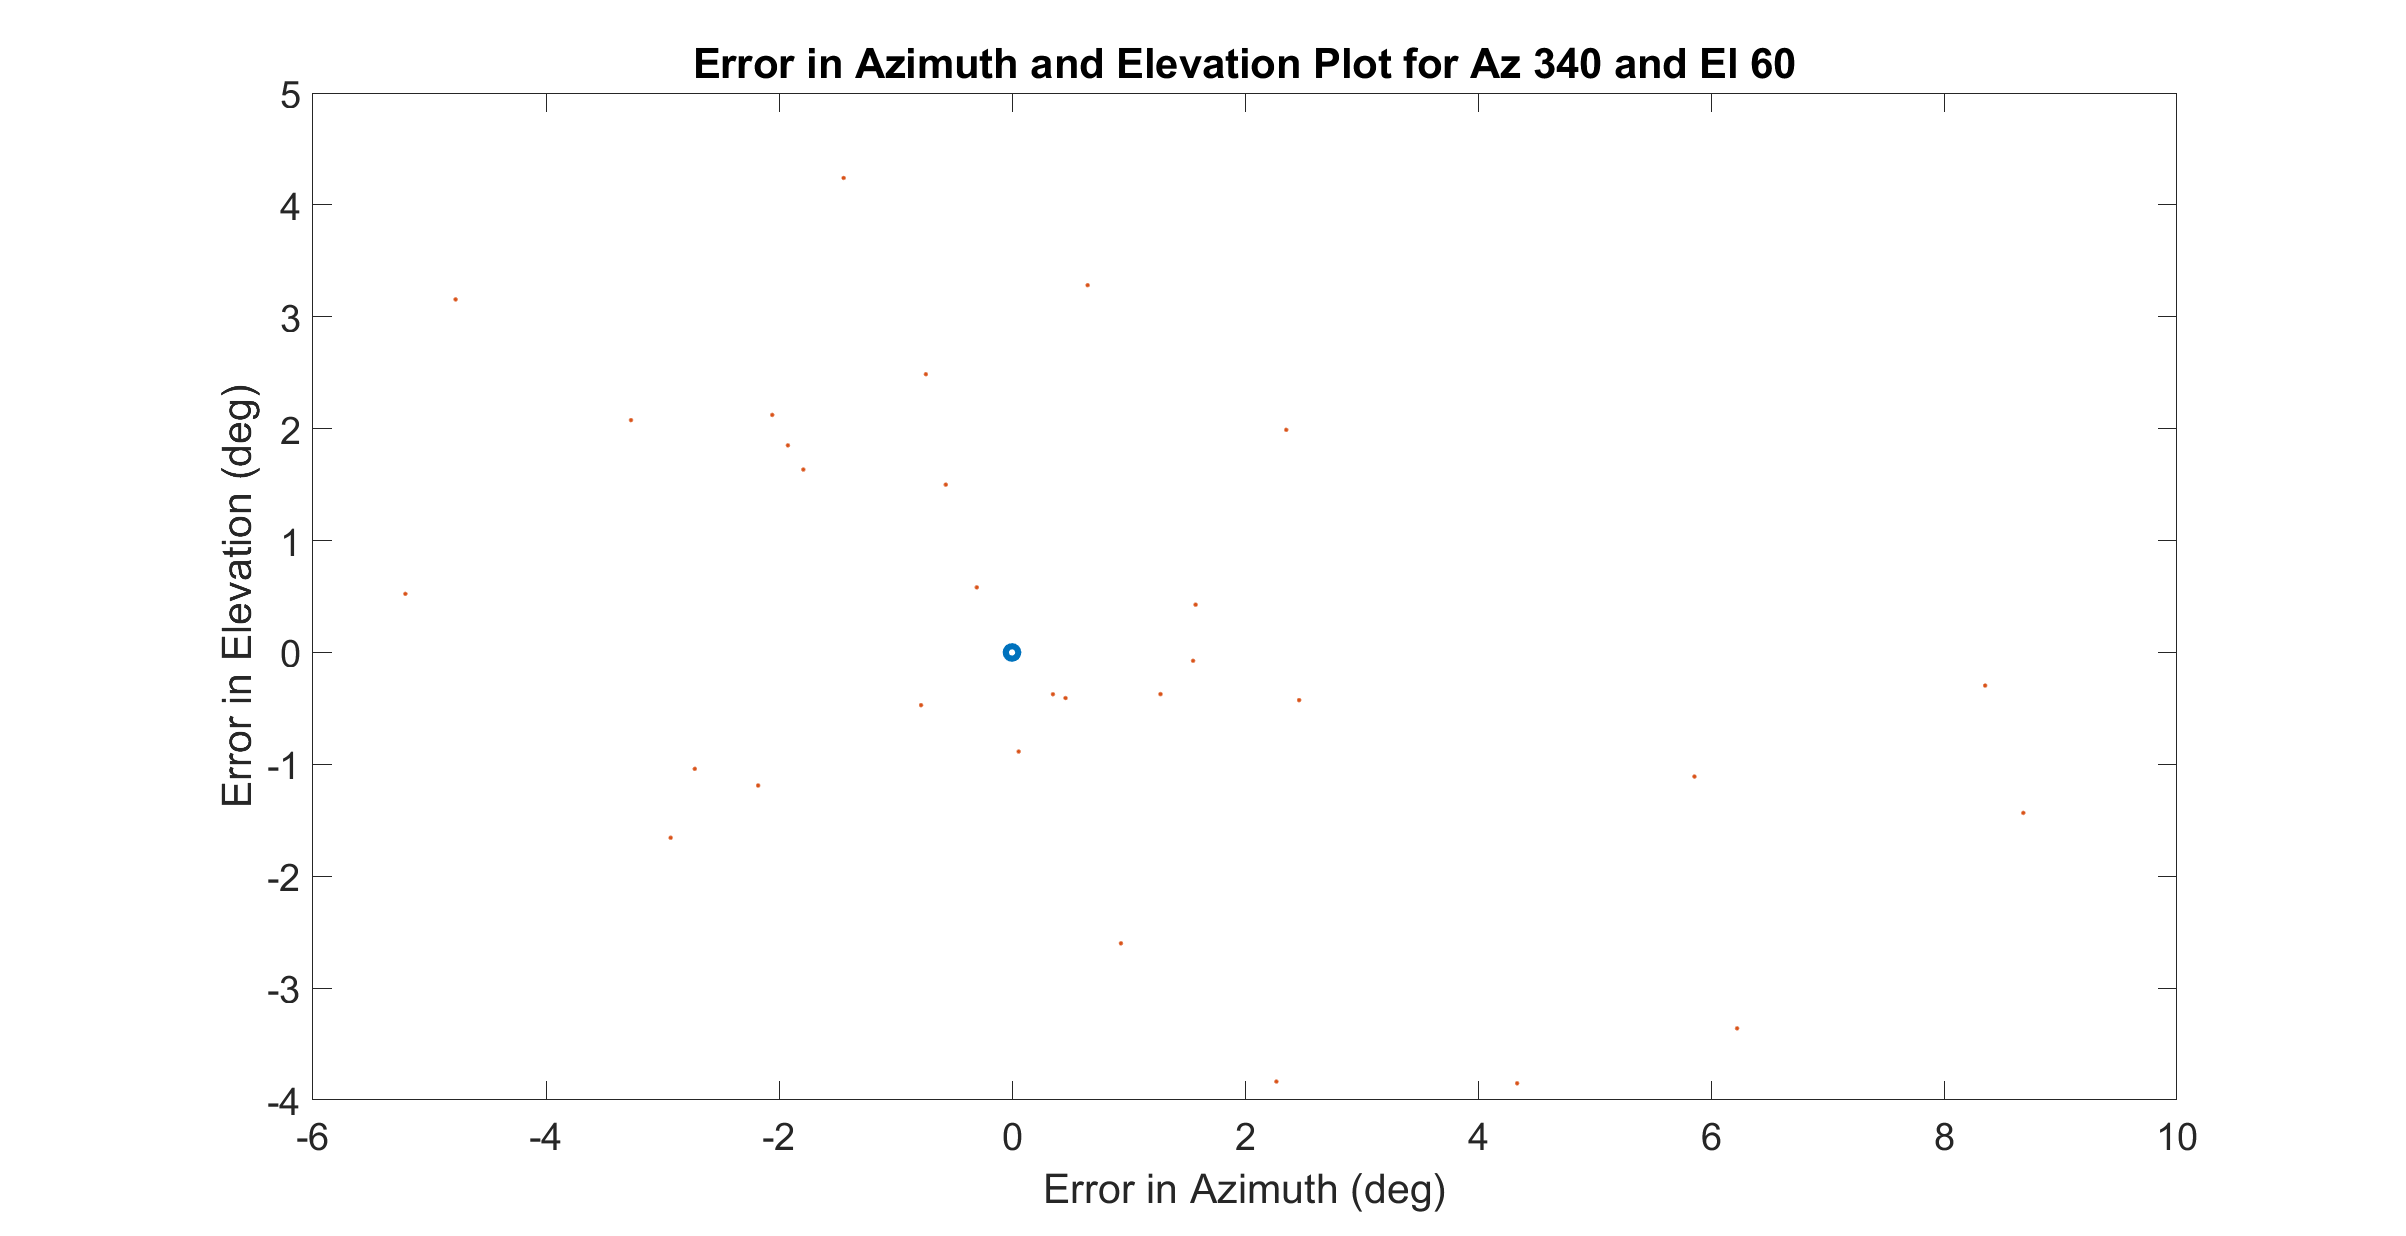 Error in Azimuth and Elevation Plot for Az 340 and El 60
5
4
3
2
1
0
-1
-2
-3
-4
Error in Elevation (deg)
-6 -4 -2 0 2 4 6 8 10
Error in Azimuth (deg)